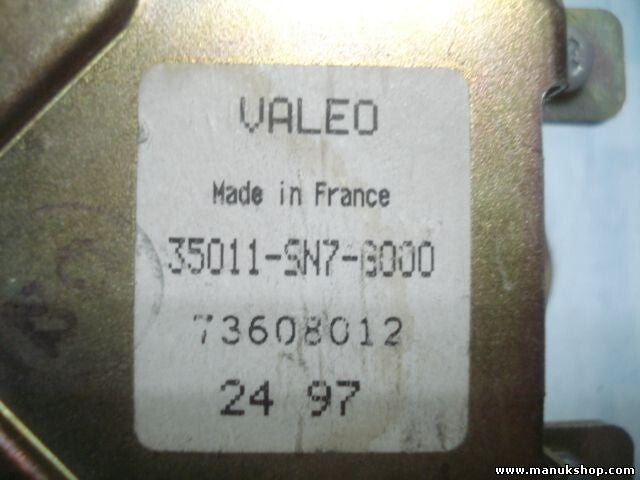 VALEO
Made in France
35011-SN7-G000
73608012
24 97
www.manukshop.com